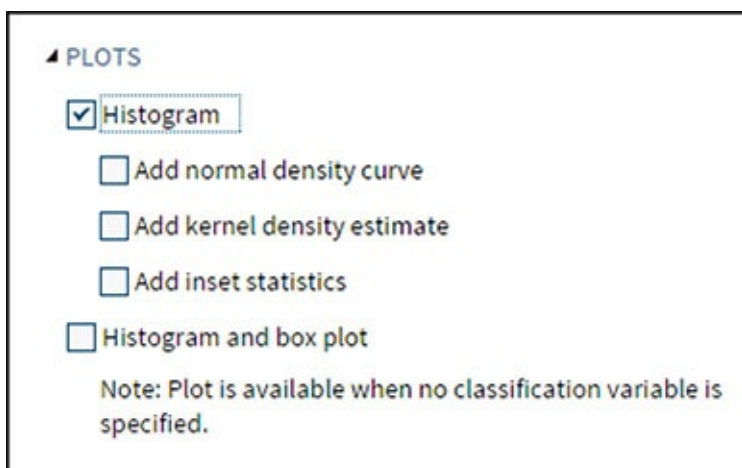 PLOTS
Histogram
Add normal density curve
Add kernel density estimate
Add inset statistics
Histogram and box plot
Note: Plot is available when no classification variable is
specified.